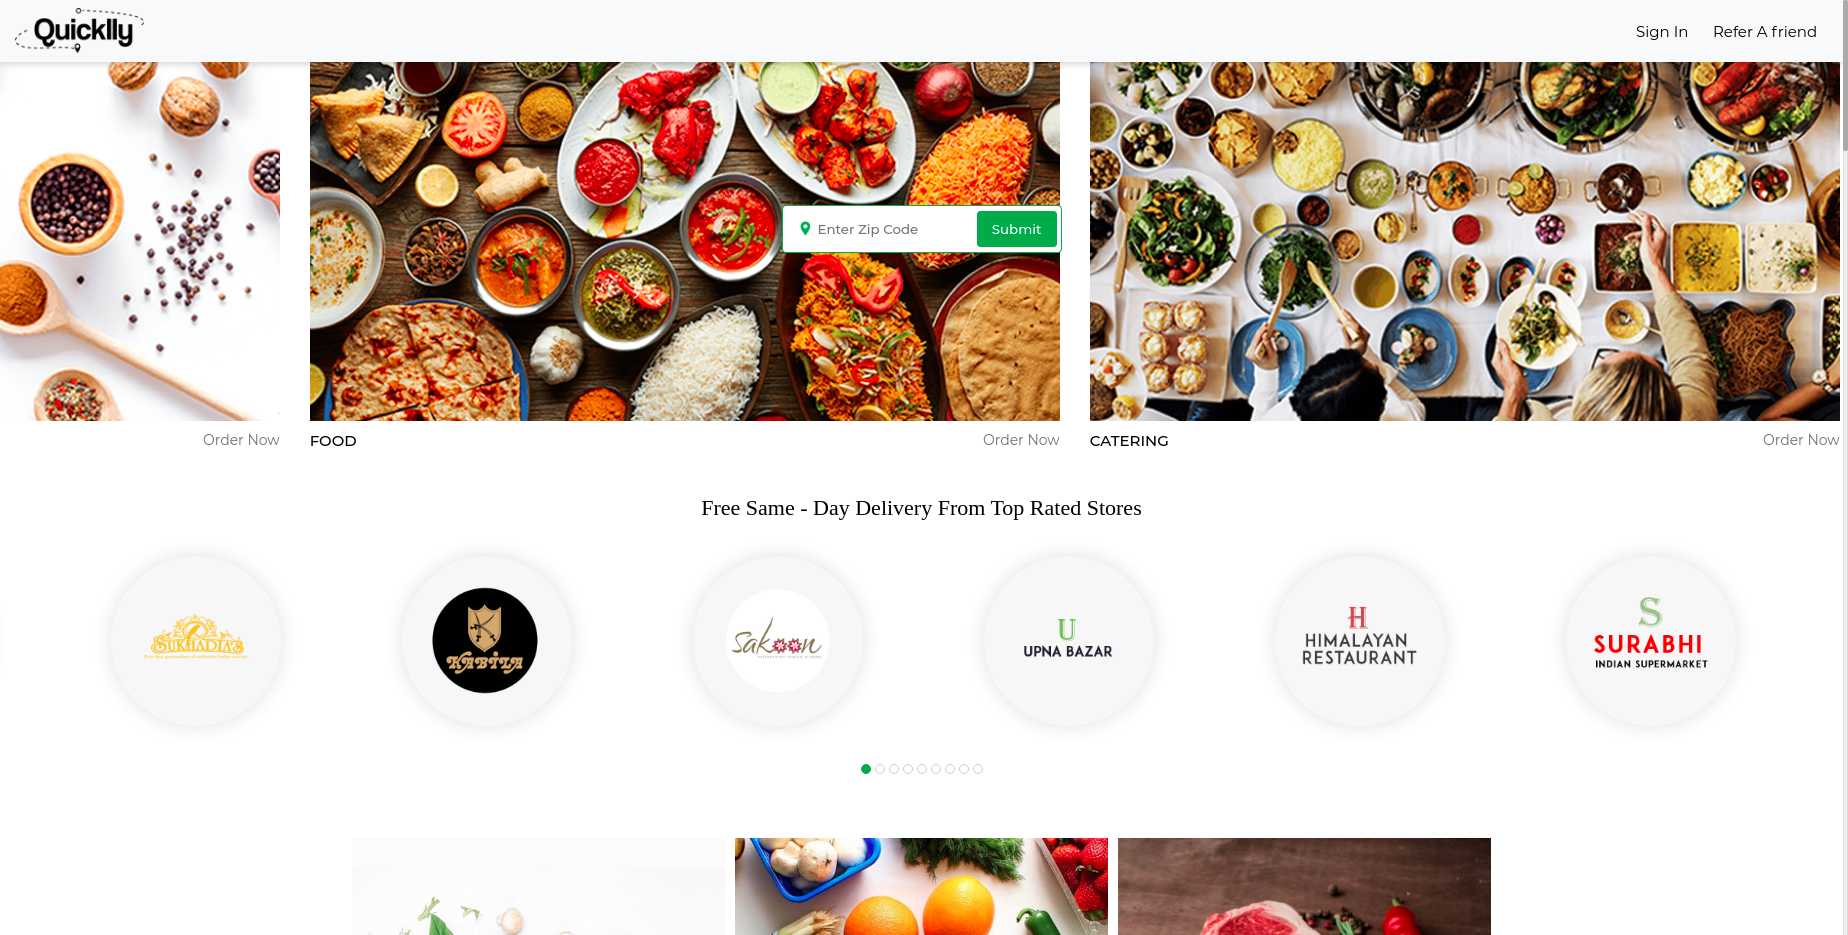 Quicklly
Sign In
Refer A friend
Enter Zip Code
Submit
Order Now
FOOD
Order Now
CATERING
Order Now
Free Same - Day Delivery From Top Rated Stores
SUKHADIA'S
KABILA
Sakoon
U
UPNA BAZAR
H
HIMALAYAN
RESTAURANT
S
SURABHI
INDIAN SUPERMARKET